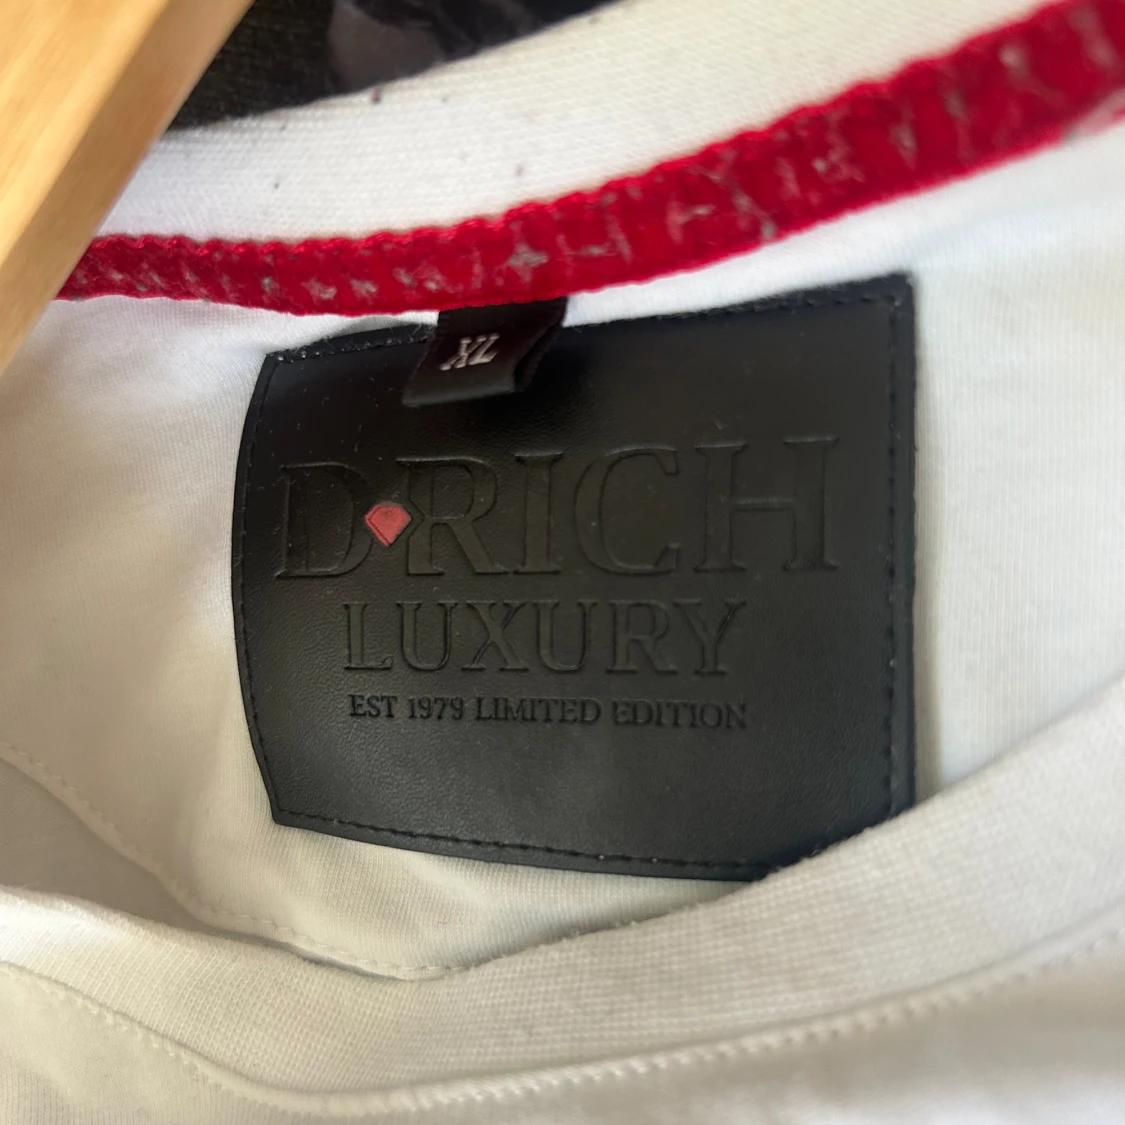 XL
D RICH
LUXURY
EST 1979 LIMITED EDITION